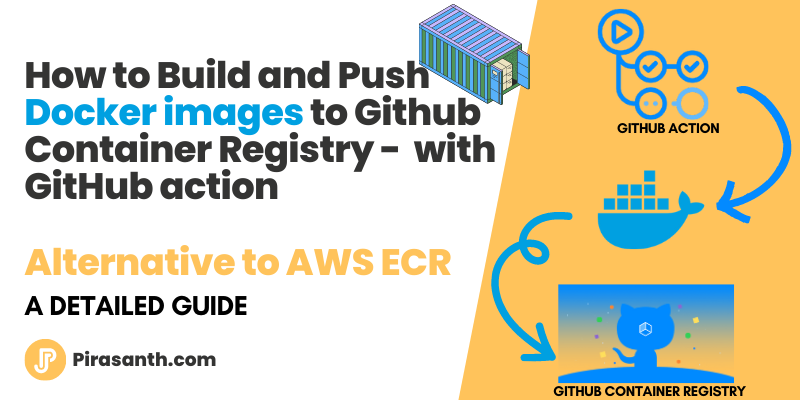 How to Build and Push
Docker images to Github
Container Registry - with
GitHub action
Alternative to AWS ECR
A DETAILED GUIDE
Pirasanth.com
GITHUB ACTION
GITHUB CONTAINER REGISTRY